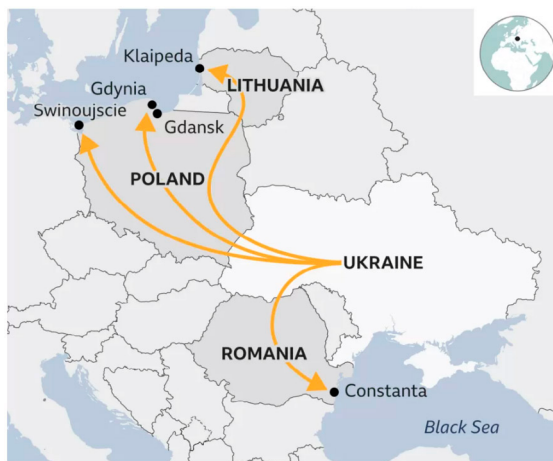 Klaipeda
LITHUANIA
Gdynia
Swinoujscie
Gdansk
POLAND
UKRAINE
ROMANIA
Constanta
Black Sea